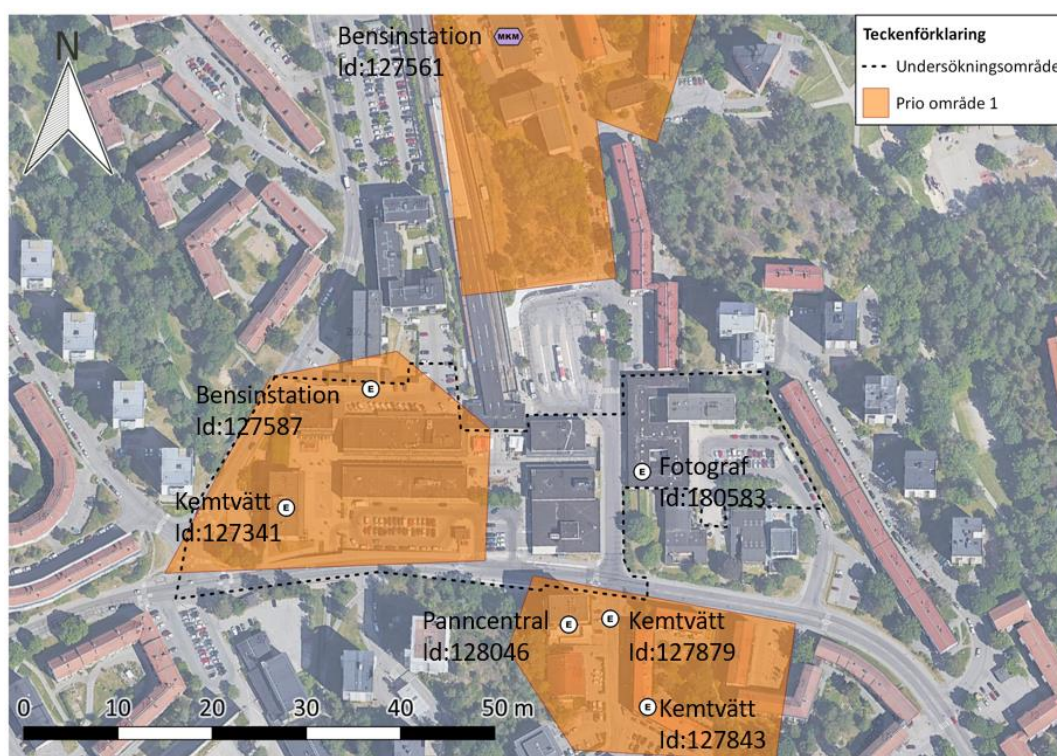 N
Bensinstation MKM
Id:127561
Teckenförklaring
Undersökningsområde
Prio område 1
Bensinstation
E
Id:127587
Kemtvätt
E
Id:127341
E
Fotograf
Id:180583
Panncentral
E
Id:128046
E
Kemtvätt
Id:127879
E
Kemtvätt
Id:127843
0 10 20 30 40 50 m